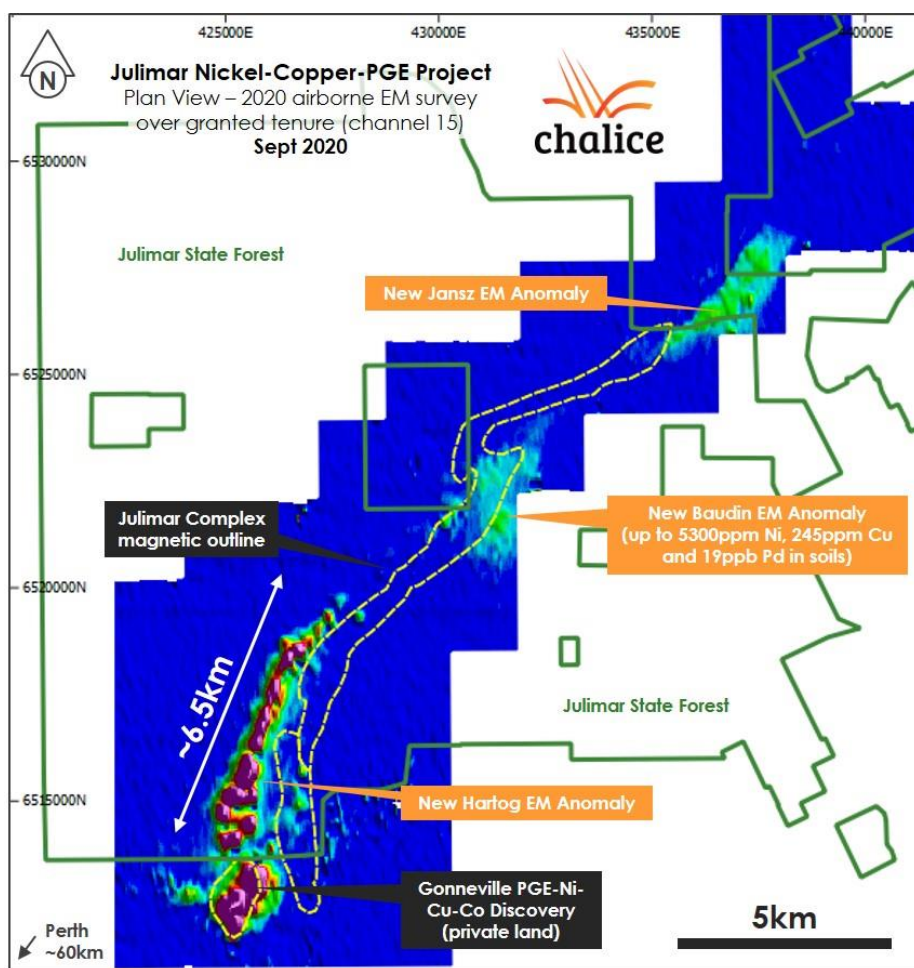 425000E
430000E
435000E
440000E
N
Julimar Nickel-Copper-PGE Project
Plan View – 2020 airborne EM survey
over granted tenure (channel 15)
Sept 2020
chalice
6530000N
Julimar State Forest
New Jansz EM Anomaly
6525000N
Julimar Complex
magnetic outline
New Baudin EM Anomaly
(up to 5300ppm Ni, 245ppm Cu
and 19ppb Pd in soils)
6520000N
~6.5km
Julimar State Forest
6515000N
New Hartog EM Anomaly
Gonneville PGE-Ni-
Cu-Co Discovery
(private land)
5km
Perth
~60km